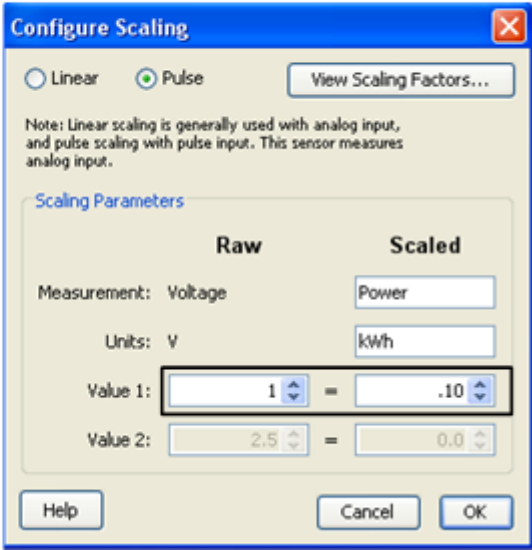 Configure Scaling
Linear Pulse View Scaling Factors...
Note: Linear scaling is generally used with analog input,
and pulse scaling with pulse input. This sensor measures
analog input.
Scaling Parameters
Raw Scaled
Measurement: Voltage Power
Units: V kWh
Value 1: 1 = .10
Value 2: 2.5 = 0.0
Help Cancel OK